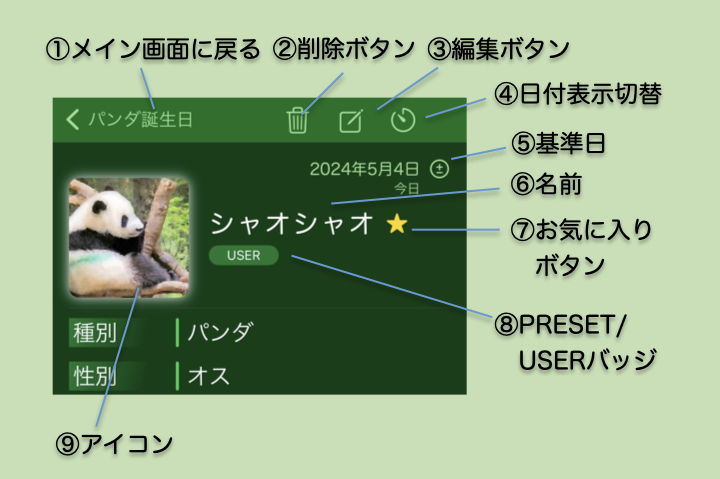 ①メイン画面に戻る ②削除ボタン ③編集ボタン
④日付表示切替
パンダ誕生日
⑤基準日
2024年5月4日
今日
⑥名前
シャオシャオ
⑦お気に入り
ボタン
USER
⑧PRESET/
USERバッジ
種別 パンダ
性別 オス
⑨アイコン